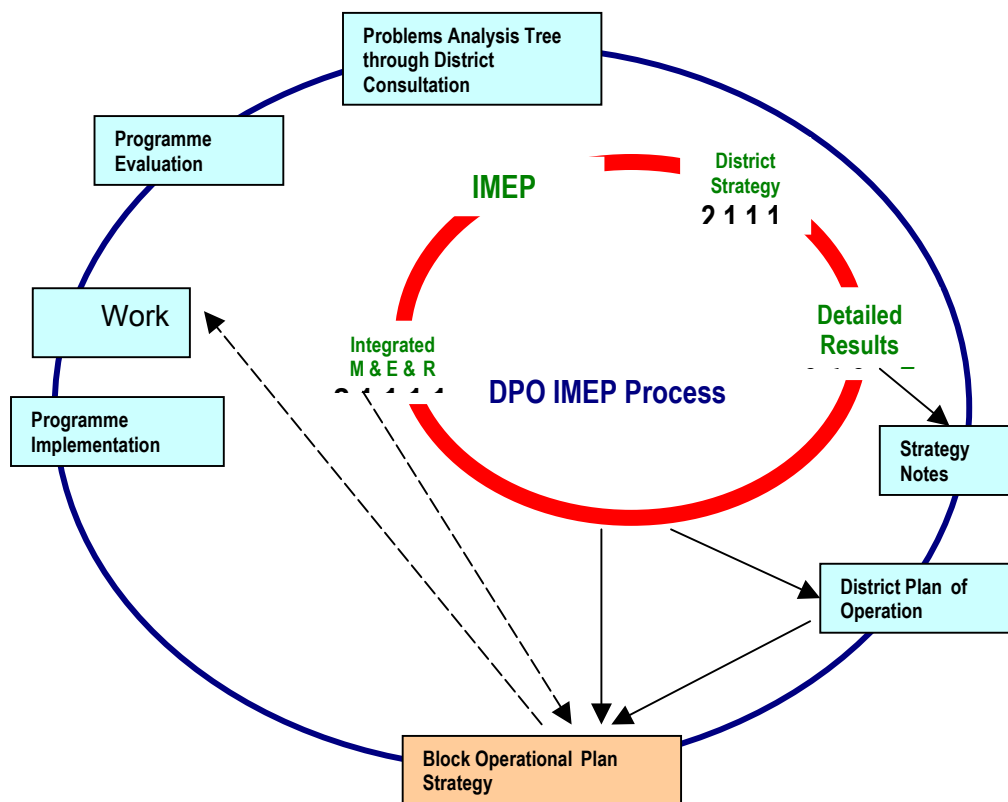 Problems Analysis Tree
through District
Consultation
Programme
Evaluation
IMEP
District
Strategy
Work
Integrated
M & E & R
Detailed
Results
DPO IMEP Process
Programme
Implementation
Strategy
Notes
District Plan of
Operation
Block Operational Plan
Strategy